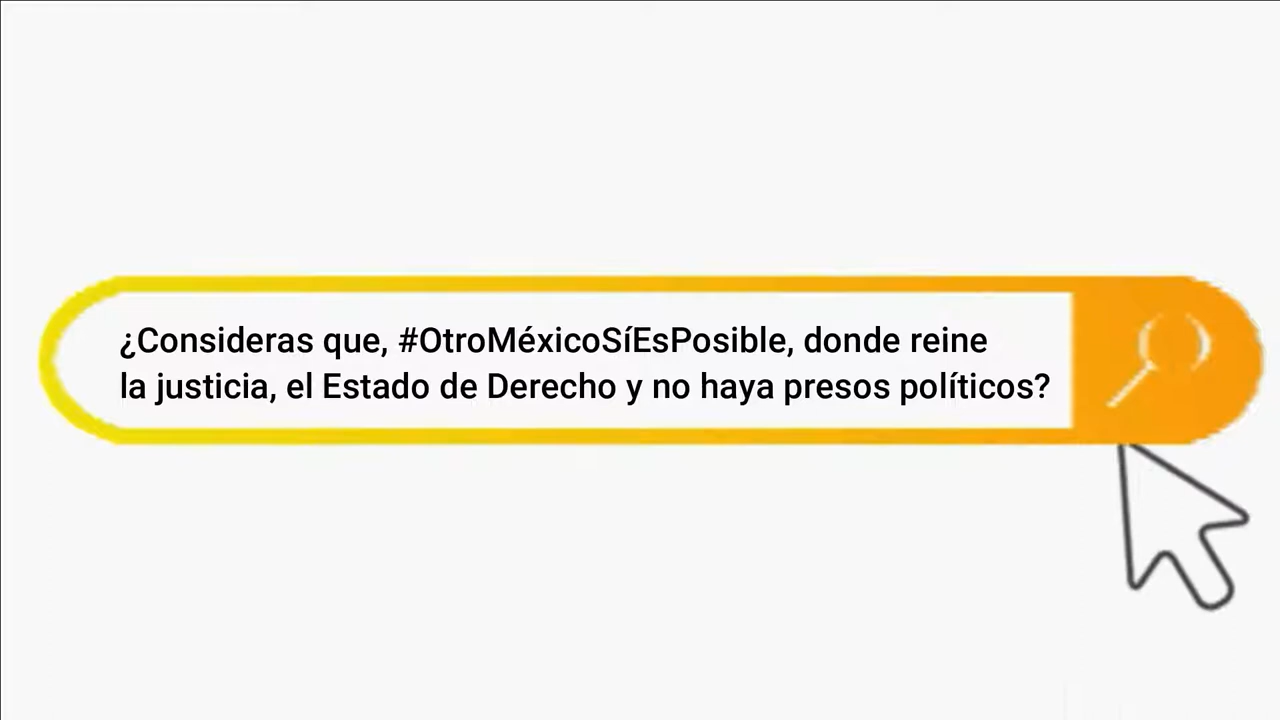 ¿Consideras que, #OtroMéxicoSíEsPosible, donde reine
la justicia, el Estado de Derecho y no haya presos políticos?